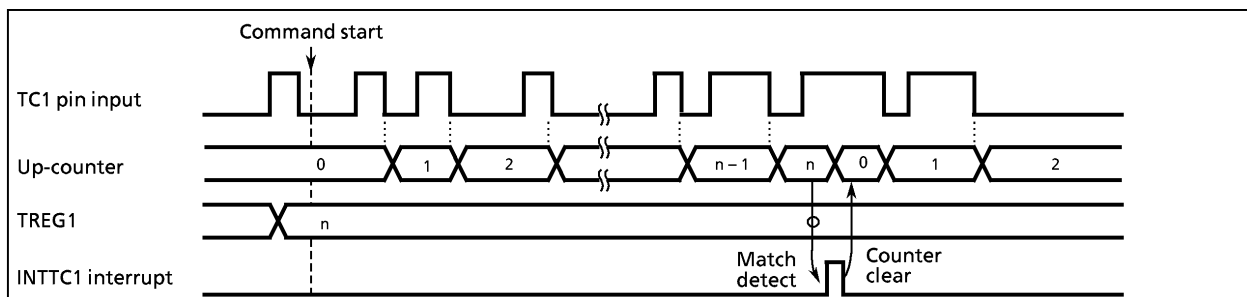 Command start
TC1 pin input
Up-counter
0
1
2
n – 1
n
0
1
2
TREG1
n
Match
detect
Counter
clear
INTTC1 interrupt